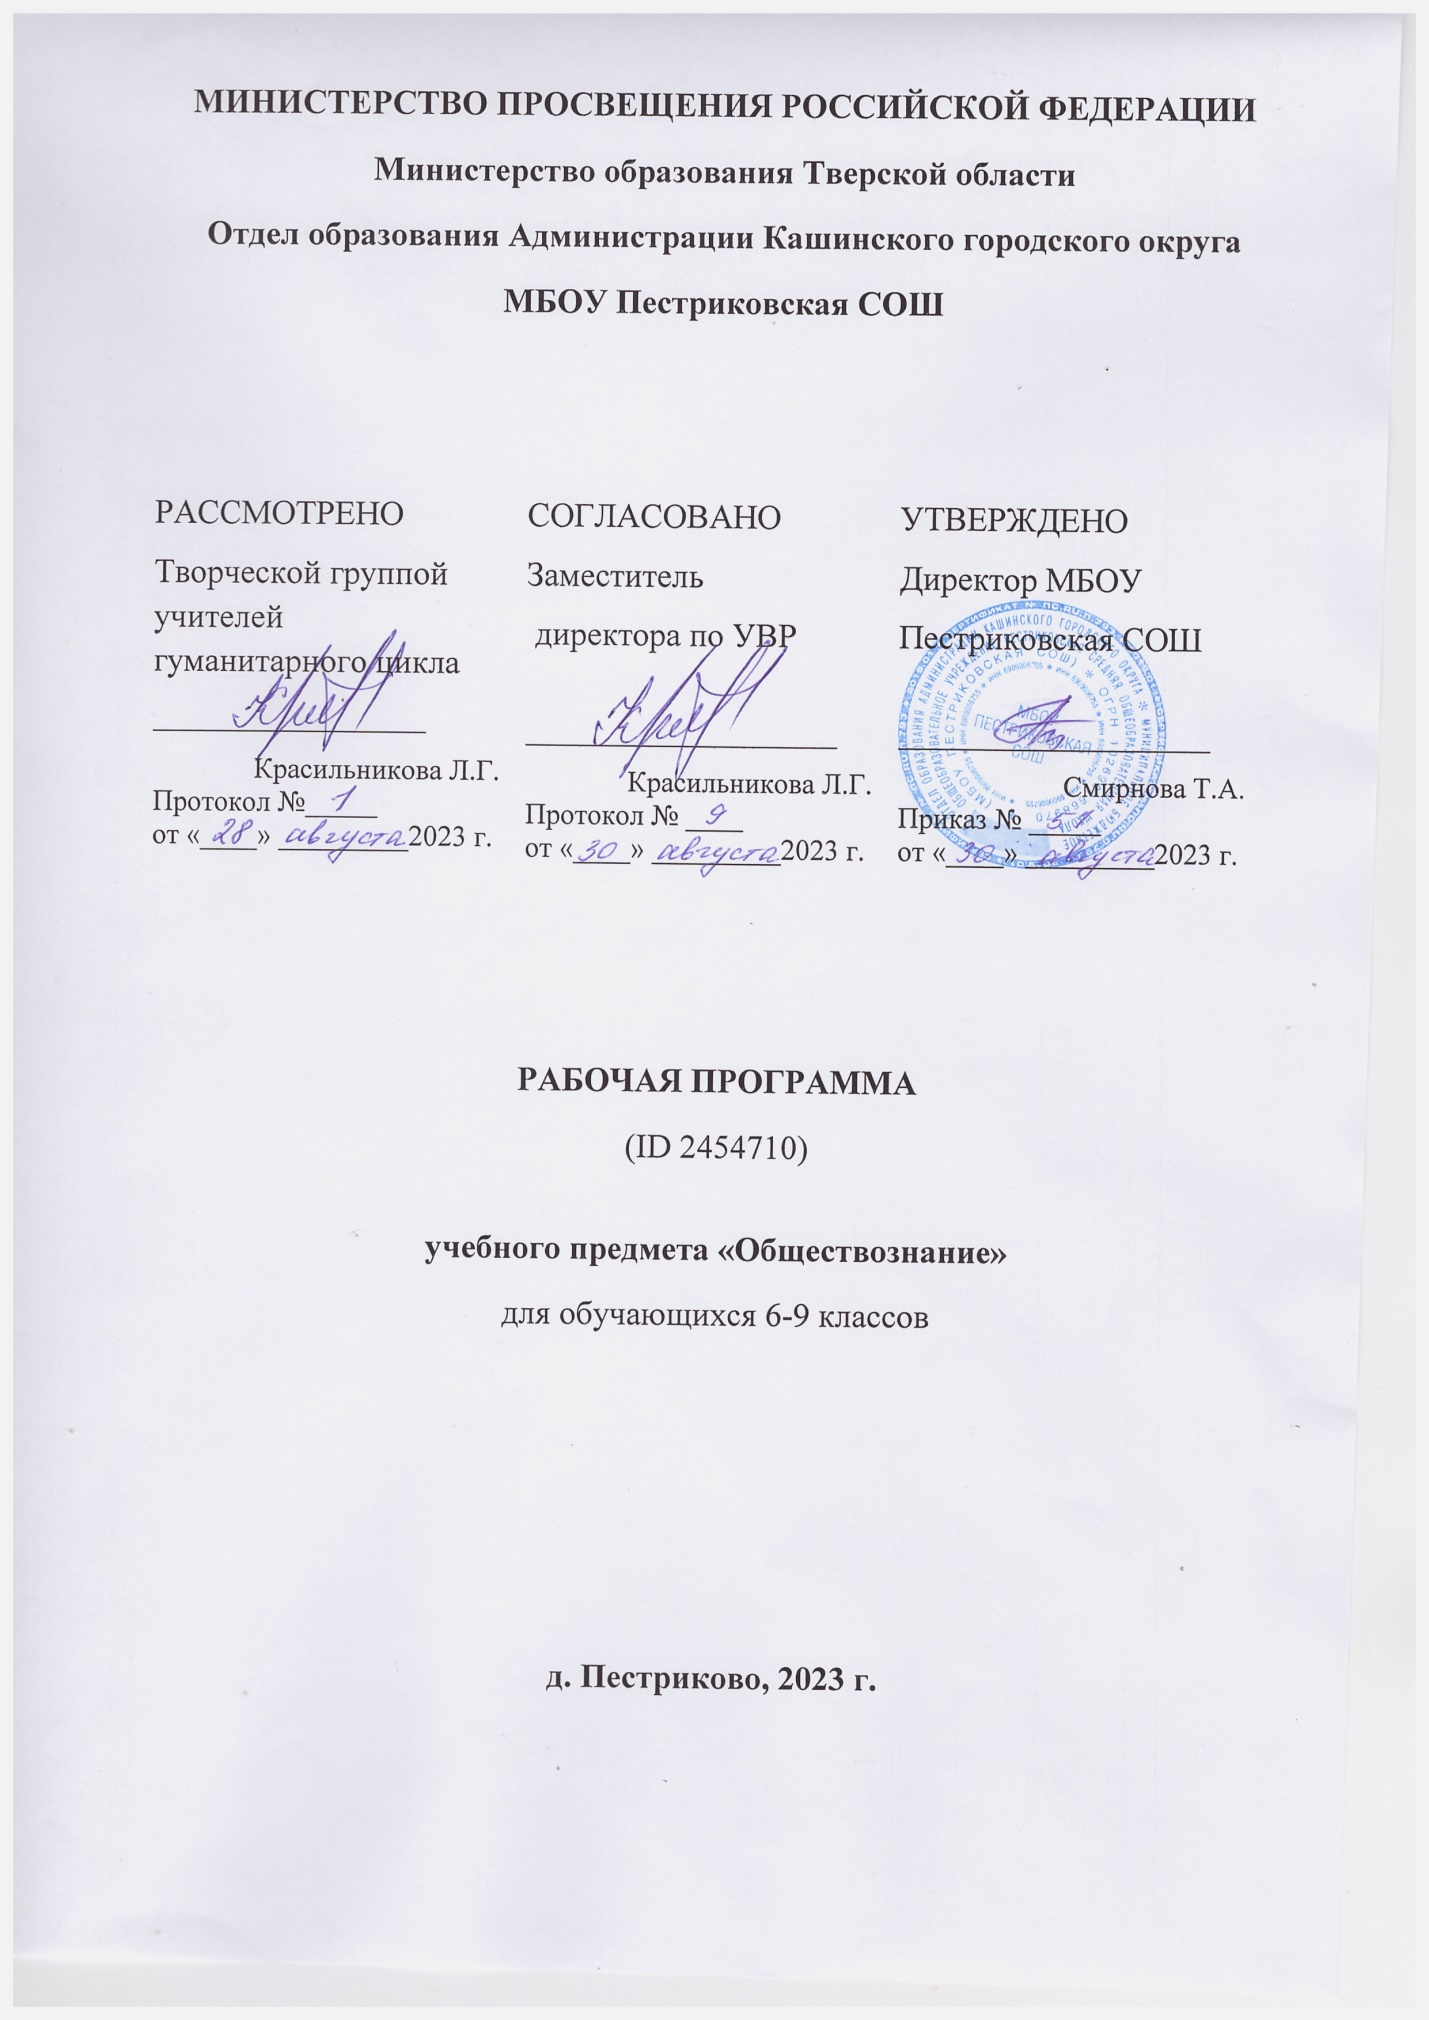 МИНИСТЕРСТВО ПРОСВЕЩЕНИЯ РОССИЙСКОЙ ФЕДЕРАЦИИ
Министерство образования Тверской области
Отдел образования Администрации Кашинского городского округа
МБОУ Пестриковская СОШ
РАССМОТРЕНО
Творческой группой
учителей
гуманитарного цикла
Красильникова Л.Г.
Протокол № 1
от «28» августа 2023 г.
СОГЛАСОВАНО
Заместитель
директора по УВР
Красильникова Л.Г.
Протокол № 9
от «30» августа 2023 г.
УТВЕРЖДЕНО
Директор МБОУ
Пестриковская СОШ
Смирнова Т.А.
Приказ №
от «30» августа 2023 г.
МБОУ
ПЕСТРИКОВСКАЯ
СОШ
РАБОЧАЯ ПРОГРАММА
(ID 2454710)
учебного предмета «Обществознание»
для обучающихся 6-9 классов
д. Пестриково, 2023 г.